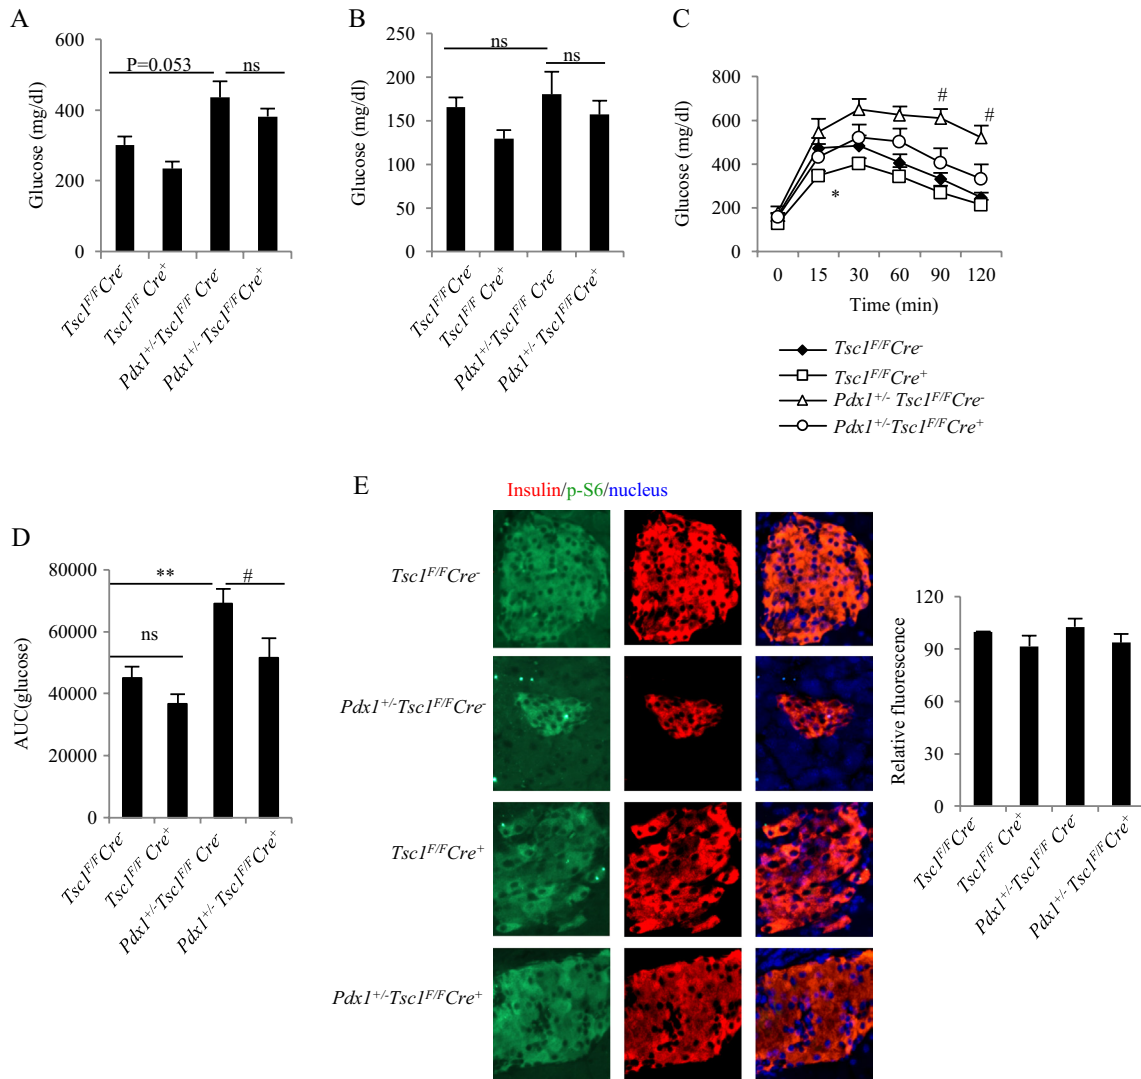 A
600
400
200
0
Glucose (mg/dl)
P=0.053
ns
Tsc1F/FCre-
Tsc1F/F Cre+
Pdx1+/-Tsc1F/F Cre-
Pdx1+/- Tsc1F/FCre+
B
250
200
150
100
50
0
Glucose (mg/dl)
ns
ns
Tsc1F/FCre-
Tsc1F/F Cre+
Pdx1+/-Tsc1F/F Cre-
Pdx1+/- Tsc1F/FCre+
C
800
600
400
200
0
Glucose (mg/dl)
#
#
*
0 15 30 60 90 120
Time (min)
Tsc1F/FCre-
Tsc1F/FCre+
Pdx1+/- Tsc1F/FCre-
Pdx1+/-Tsc1F/FCre+
D
80000
60000
40000
20000
0
AUC(glucose)
**
#
ns
Tsc1F/FCre-
Tsc1F/F Cre+
Pdx1+/-Tsc1F/F Cre-
Pdx1+/- Tsc1F/FCre+
E
Insulin/p-S6/nucleus
Tsc1F/FCre-
Pdx1+/-Tsc1F/FCre-
Tsc1F/FCre+
Pdx1+/-Tsc1F/FCre+
120
90
60
30
0
Relative fluorescence
Tsc1F/FCre-
Tsc1F/F Cre+
Pdx1+/-Tsc1F/F Cre-
Pdx1+/- Tsc1F/FCre+